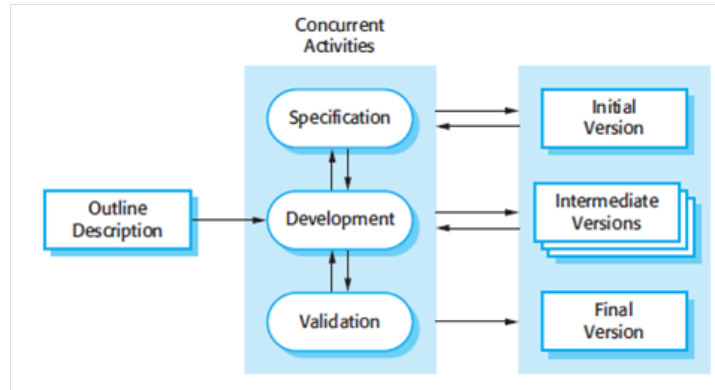 Concurrent
Activities
Specification
Initial
Version
Outline
Description
Development
Intermediate
Versions
Validation
Final
Version